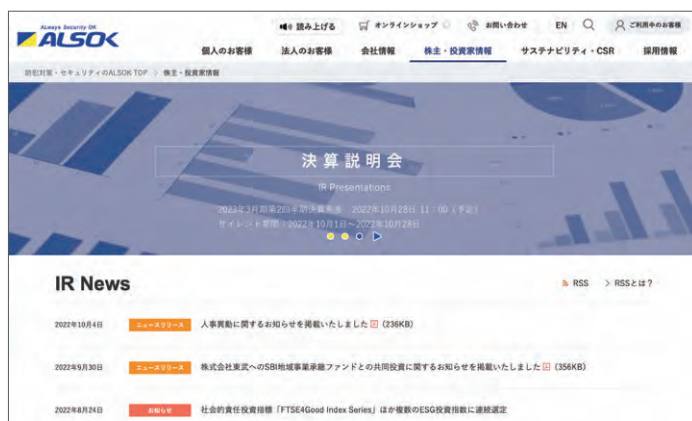 ALways Security OK
ALSOK
読み上げる オンラインショップ お問い合わせ EN ご利用中のお客様
個人のお客様 法人のお客様 会社情報 株主・投資家情報 サステナビリティ・CSR 採用情報
防犯対策・セキュリティのALSOK TOP > 株主・投資家情報
決算説明会
IR Presentations
2023年3月期第2四半期決算発表 2022年10月28日 11:00(予定)
サイレント期間:2022年10月1日~2022年10月28日
IR News
RSS > RSSとは?
2022年10月4日 ニュースリリース 人事異動に関するお知らせを掲載いたしました (236KB)
2022年9月30日 ニュースリリース 株式会社東武へのSBI地域事業承継ファンドとの共同投資に関するお知らせを掲載いたしました (356KB)
2022年8月24日 お知らせ 社会的責任投資指標「FTSE4Good Index Series」ほか複数のESG投資指数に連続選定